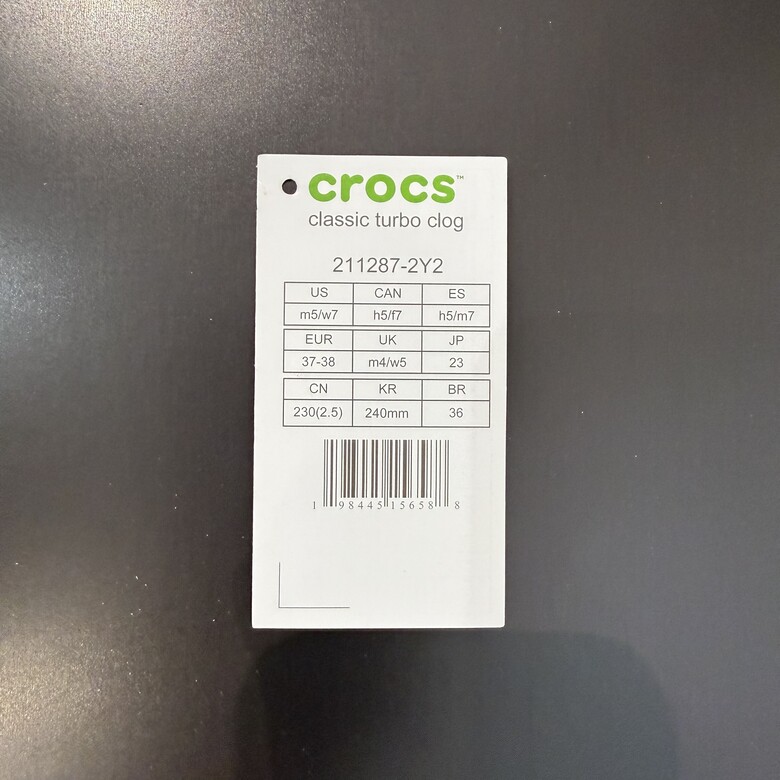 crocs™
classic turbo clog
211287-2Y2
US CAN ES
m5/w7 h5/f7 h5/m7
EUR UK JP
37-38 m4/w5 23
CN KR BR
230(2.5) 240mm 36
1 98445 15658 8